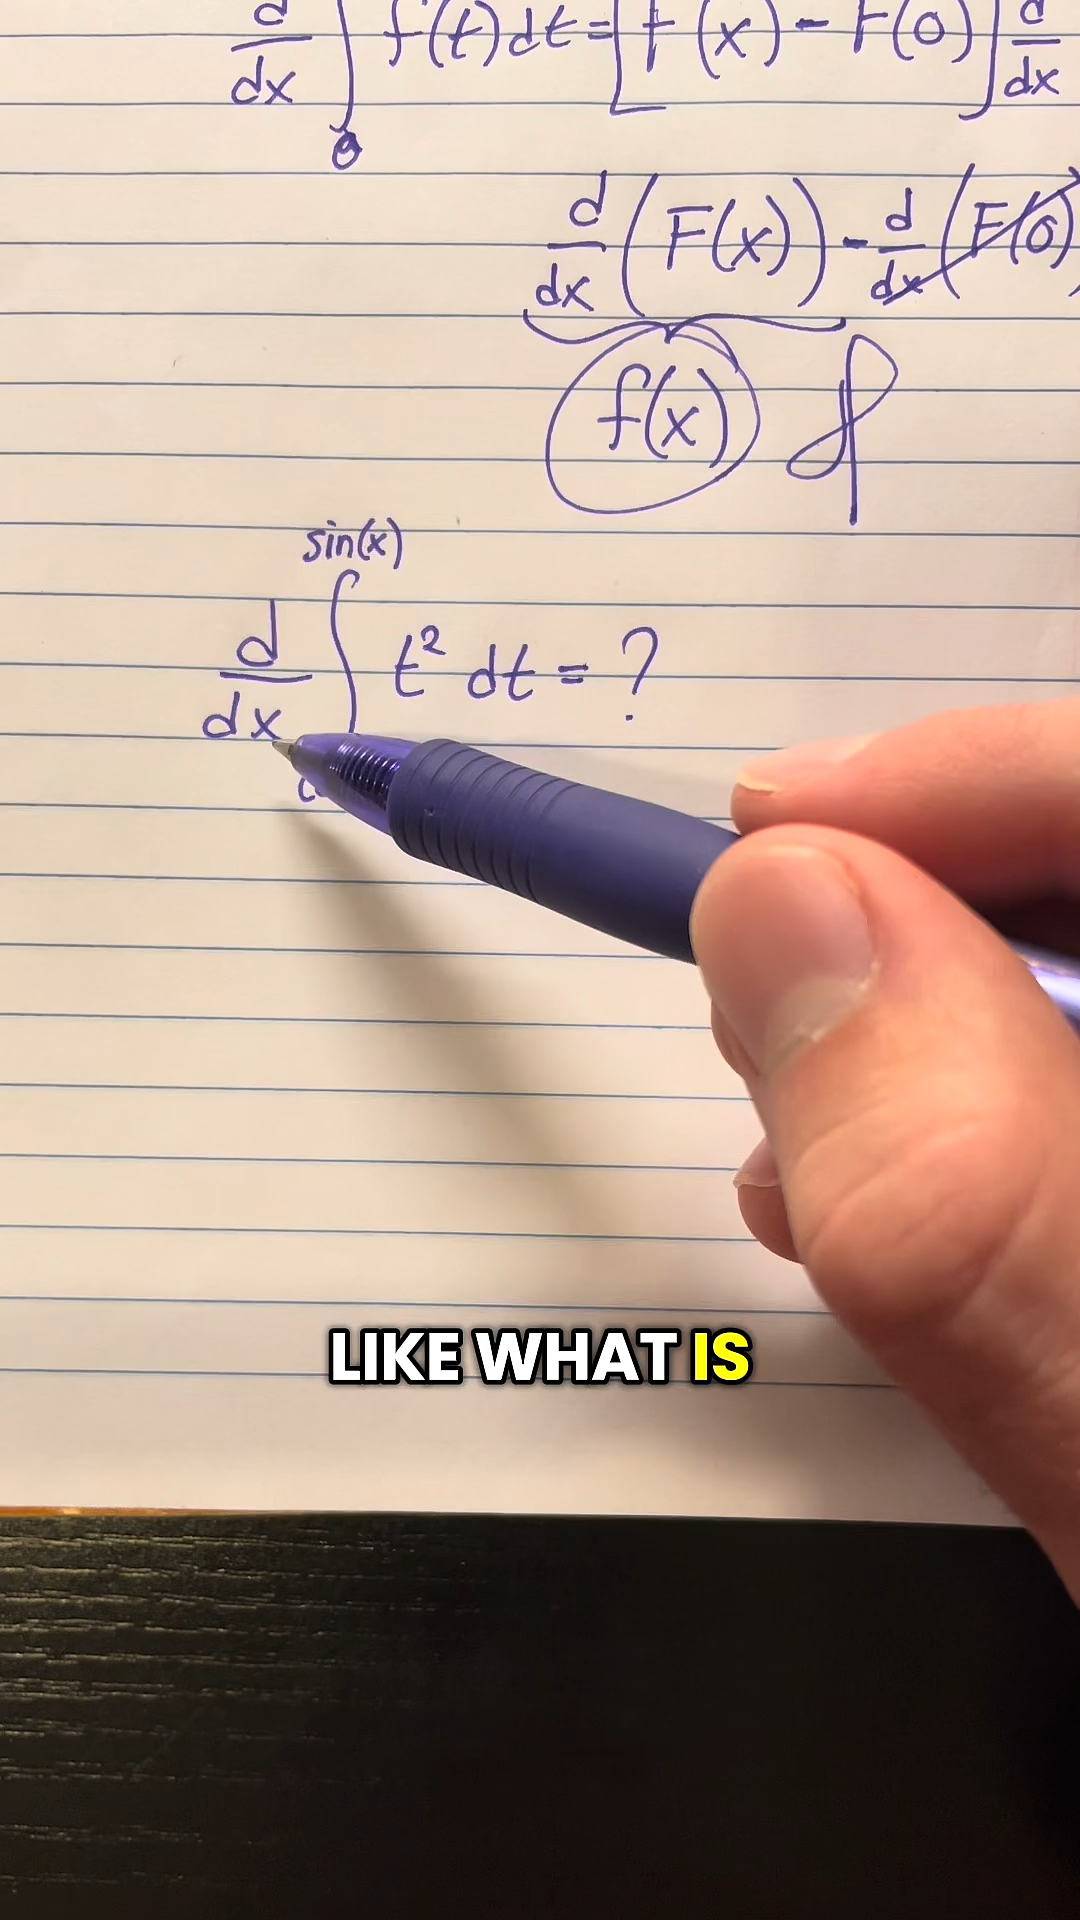 d/dx ∫ f(t)dt = [F(x) - F(0)] d/dx
0
d/dx (F(x)) - d/dx (F(0)
f(x)
sin(x)
d/dx ∫ t² dt = ?
LIKE WHAT IS